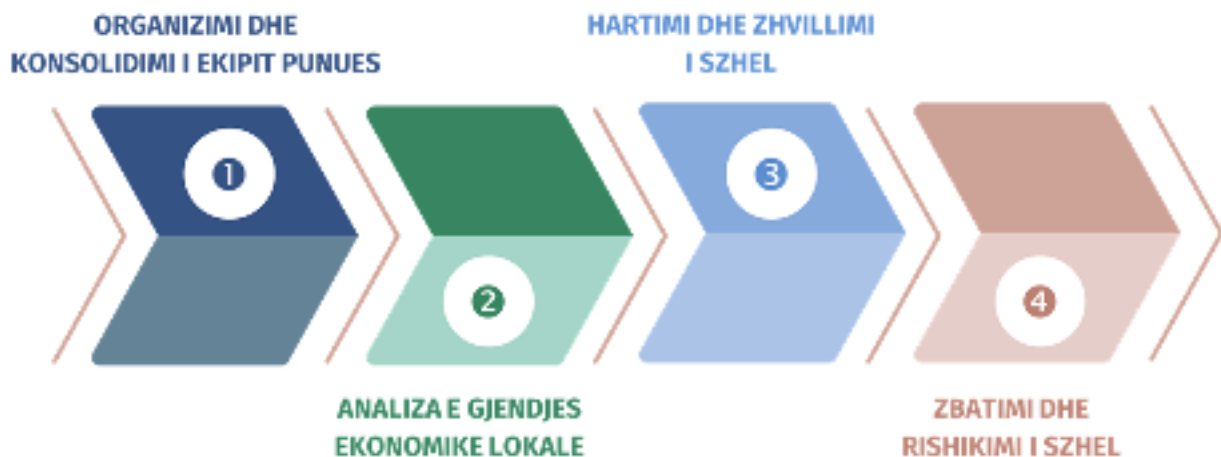 ORGANIZIMI DHE
KONSOLIDIMI I EKIPIT PUNUES
1
2
ANALIZA E GJENDJES
EKONOMIKE LOKALE
HARTIMI DHE ZHVILLIMI
I SZHEL
3
4
ZBATIMI DHE
RISHIKIMI I SZHEL